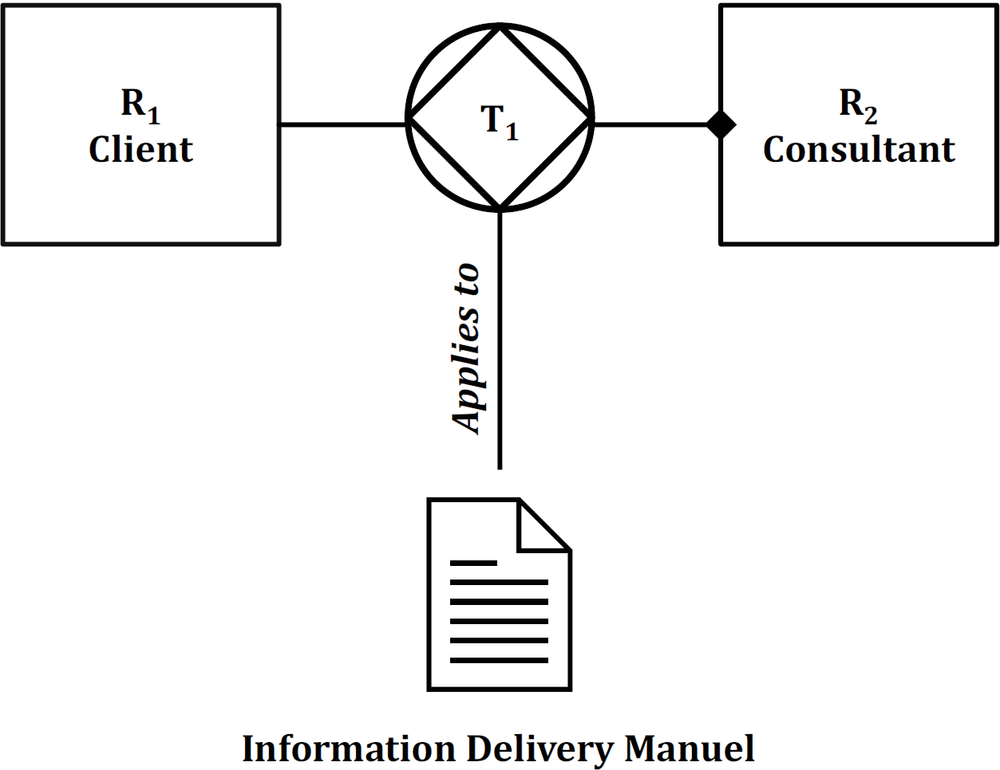 R₁
Client
T₁
R₂
Consultant
Applies to
Information Delivery Manuel